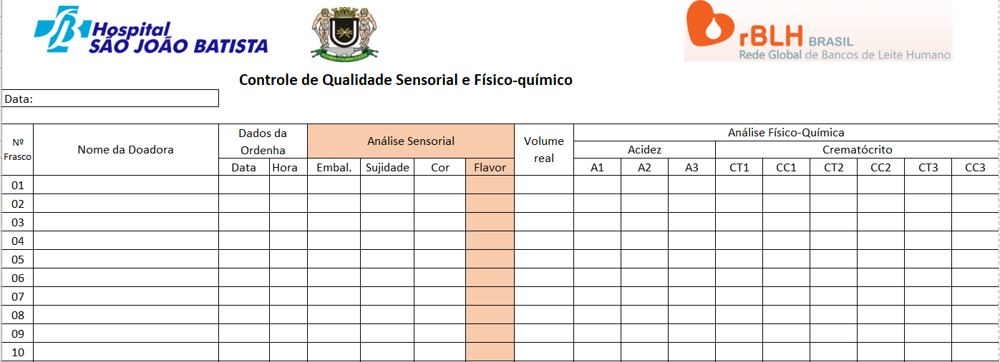 Hospital
SÃO JOÃO BATISTA
rBLH BRASIL
Rede Global de Bancos de Leite Humano
Controle de Qualidade Sensorial e Físico-químico
Data:
Nº Frasco
Nome da Doadora
Dados da Ordenha
Análise Sensorial
Volume real
Análise Físico-Química
Acidez
Crematócrito
Data Hora Embal. Sujidade Cor Flavor A1 A2 A3 CT1 CC1 CT2 CC2 CT3 CC3
01
02
03
04
05
06
07
08
09
10